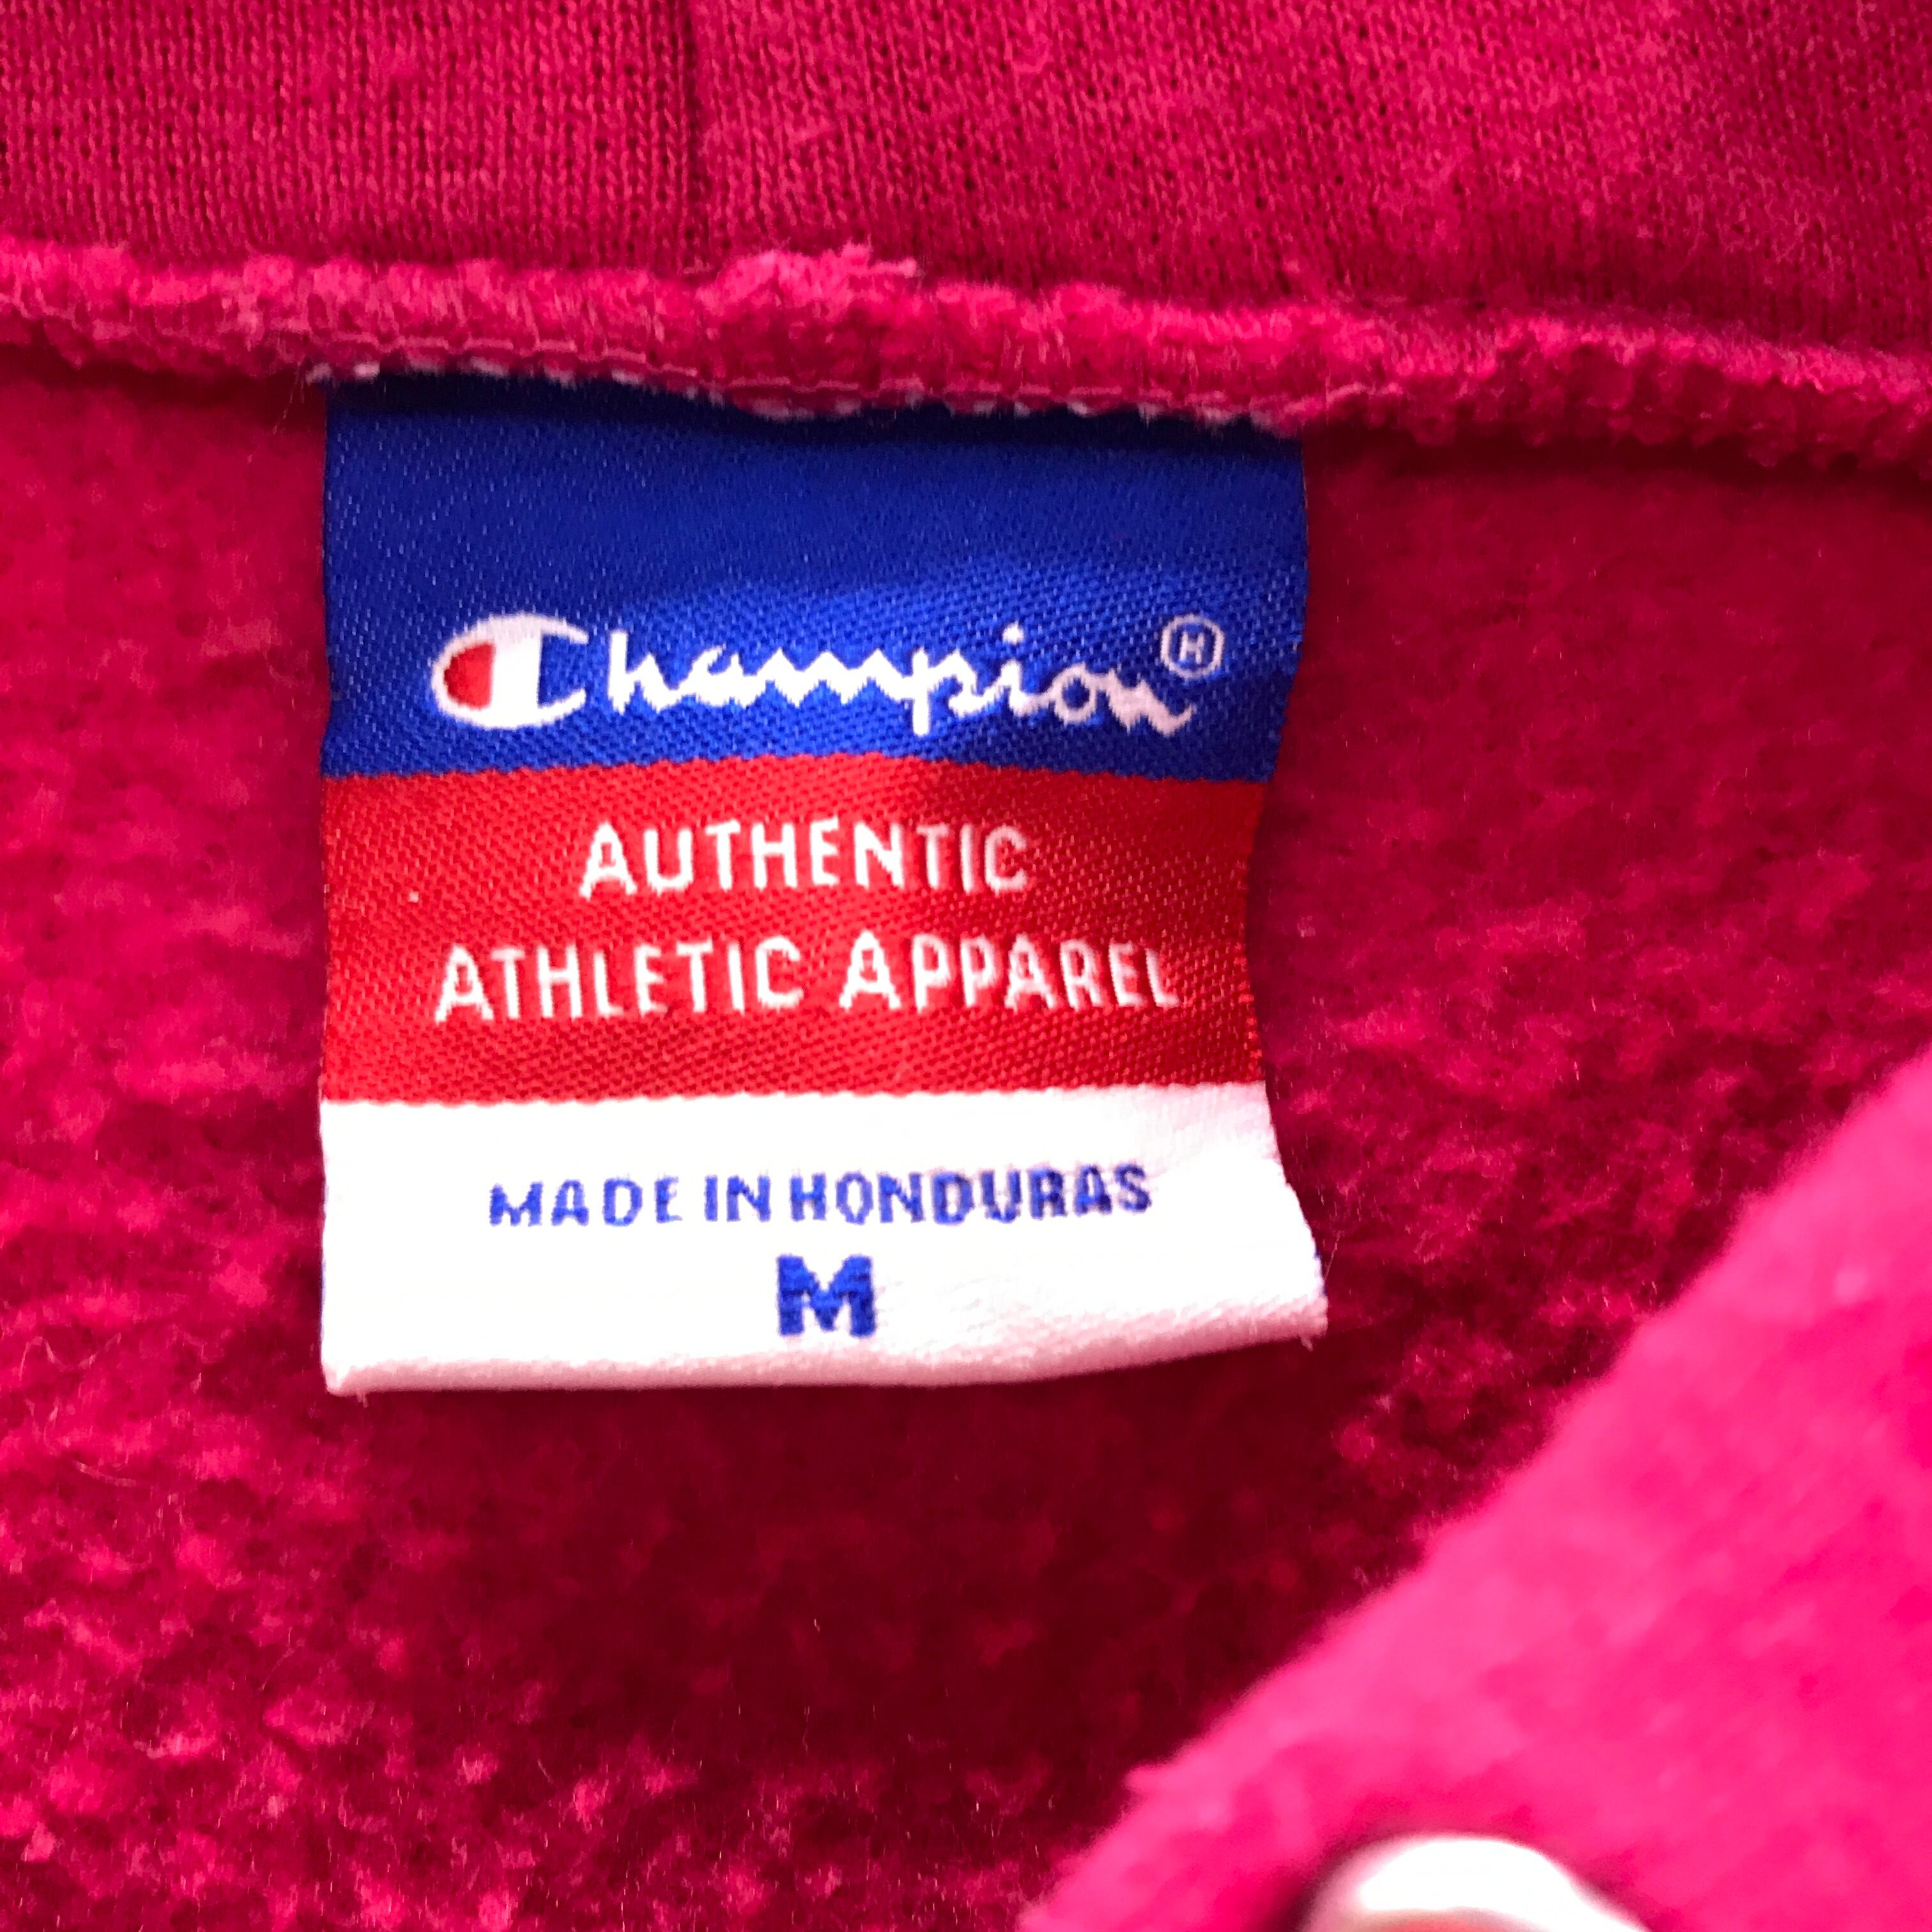 Champion®
AUTHENTIC
ATHLETIC APPAREL
MADE IN HONDURAS
M